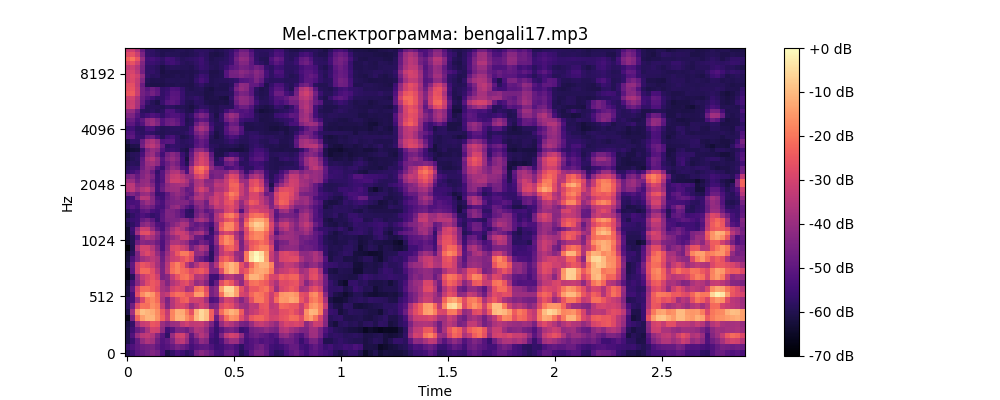 Mel-спектрограмма: bengali17.mp3
Hz
8192
4096
2048
1024
512
0
0 0.5 1 1.5 2 2.5
Time
+0 dB
-10 dB
-20 dB
-30 dB
-40 dB
-50 dB
-60 dB
-70 dB